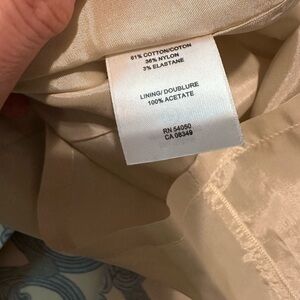 61% COTTON/COTON
36% NYLON
3% ELASTANE
LINING/DOUBLURE
100% ACETATE
RN 54050
CA 08349